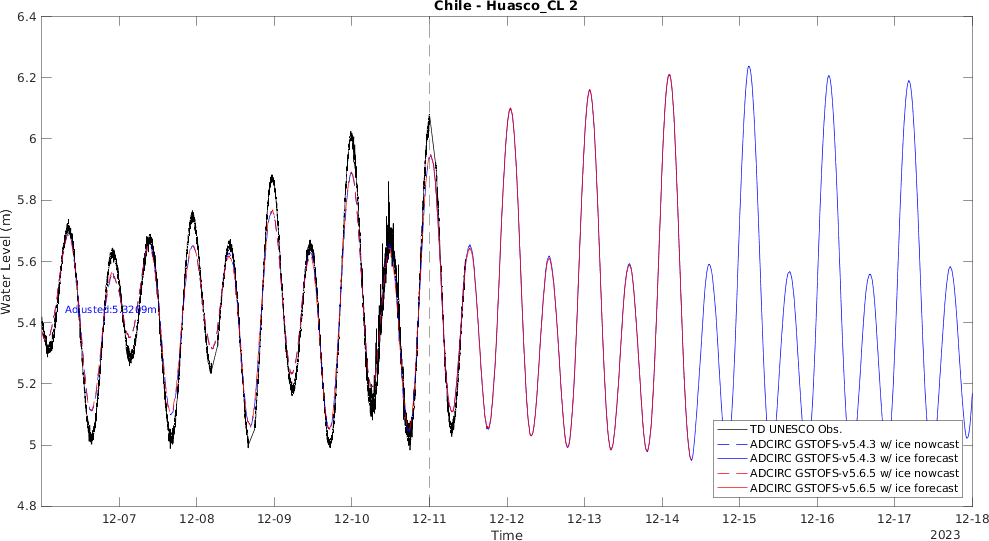 Chile - Huasco_CL 2
6.4
6.2
6
5.8
5.6
5.4
5.2
5
4.8
Water Level (m)
Adjusted:5.3209m
TD UNESCO Obs.
ADCIRC GSTOFS-v5.4.3 w/ ice nowcast
ADCIRC GSTOFS-v5.4.3 w/ ice forecast
ADCIRC GSTOFS-v5.6.5 w/ ice nowcast
ADCIRC GSTOFS-v5.6.5 w/ ice forecast
12-07 12-08 12-09 12-10 12-11 12-12 12-13 12-14 12-15 12-16 12-17 12-18
Time
2023